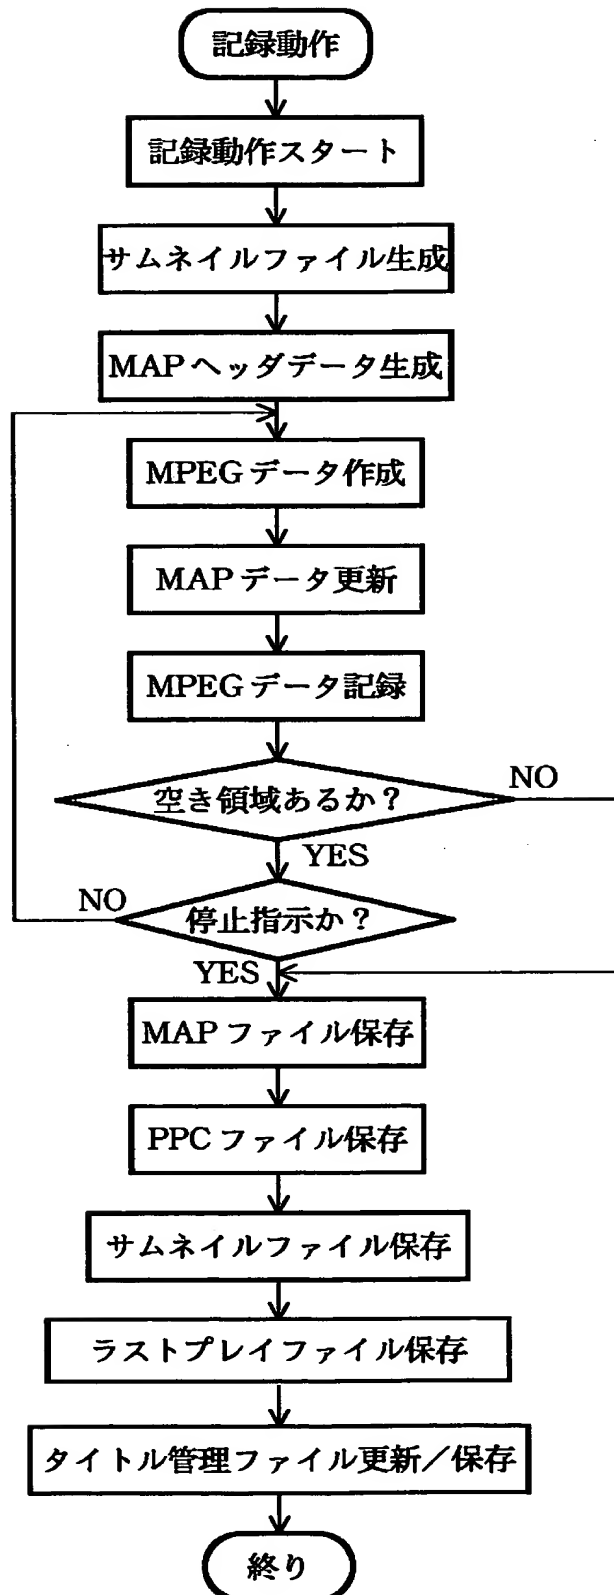 記録動作
記録動作スタート
サムネイルファイル生成
MAPヘッダデータ生成
MPEGデータ作成
MAPデータ更新
MPEGデータ記録
空き領域あるか？
NO
YES
NO
停止指示か？
YES
MAPファイル保存
PPCファイル保存
サムネイルファイル保存
ラストプレイファイル保存
タイトル管理ファイル更新／保存
終り